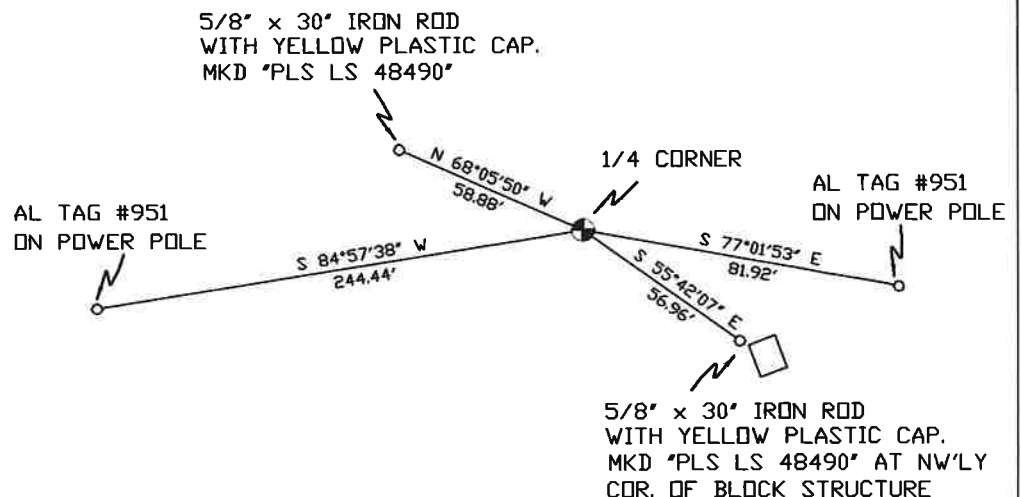 5/8" x 30" IRON ROD
WITH YELLOW PLASTIC CAP.
MKD "PLS LS 48490"
N 68°05'50" W
58.88'
1/4 CORNER
AL TAG #951
ON POWER POLE
AL TAG #951
ON POWER POLE
S 84°57'38" W
244.44'
S 77°01'53" E
81.92'
S 55°42'07" E
56.96'
5/8" x 30" IRON ROD
WITH YELLOW PLASTIC CAP.
MKD "PLS LS 48490" AT NW'LY
COR. OF BLOCK STRUCTURE